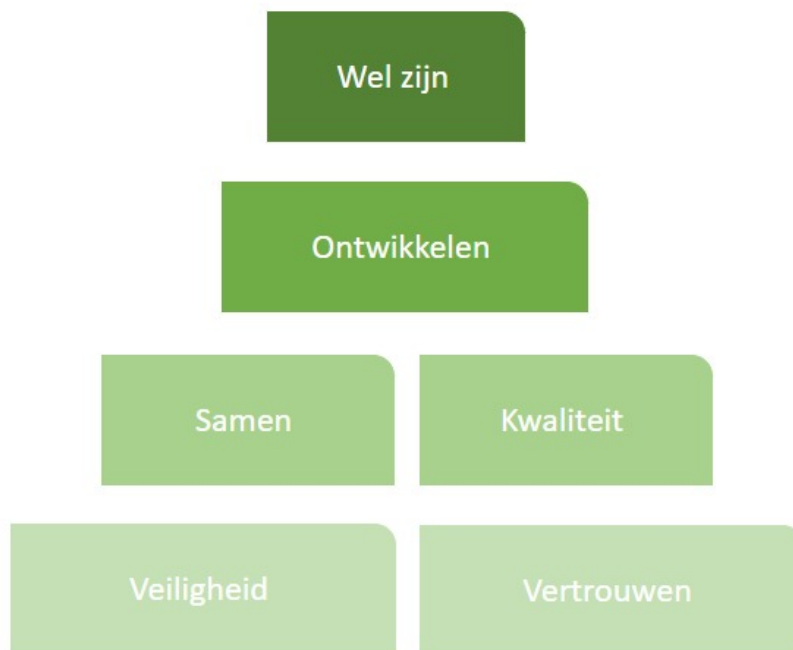 Wel zijn
Ontwikkelen
Samen
Kwaliteit
Veiligheid
Vertrouwen